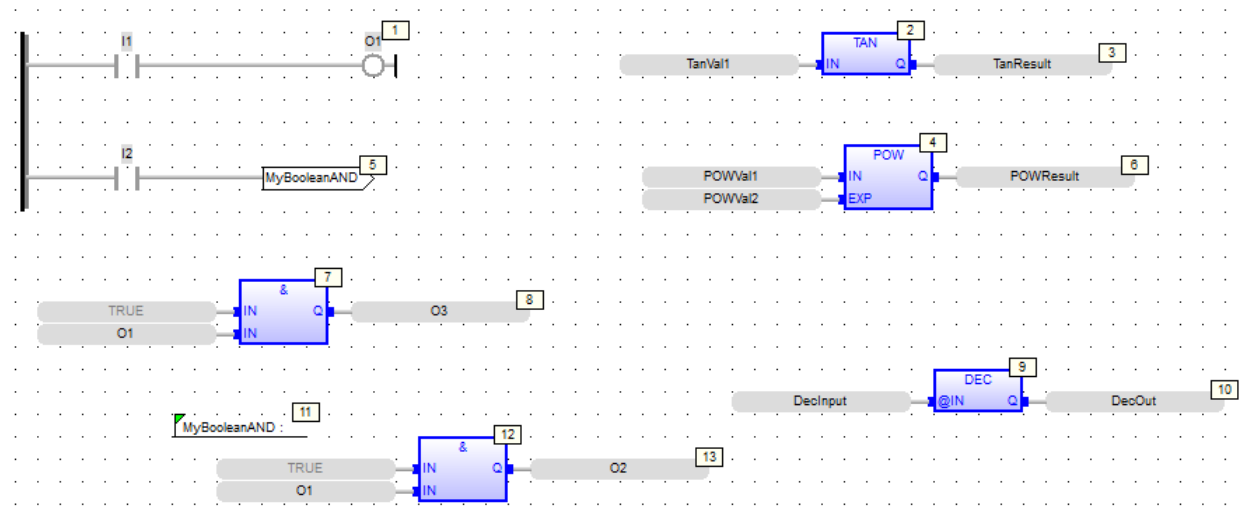 I1 O1 1
I2 MyBooleanAND 5
TAN 2
TanVal1 IN Q TanResult 3
POW 4
POWVal1 IN Q POWResult 6
POWVal2 EXP
& 7
TRUE IN Q O3 8
O1 IN
DEC 9
DecInput @IN Q DecOut 10
MyBooleanAND : 11
& 12
TRUE IN Q O2 13
O1 IN